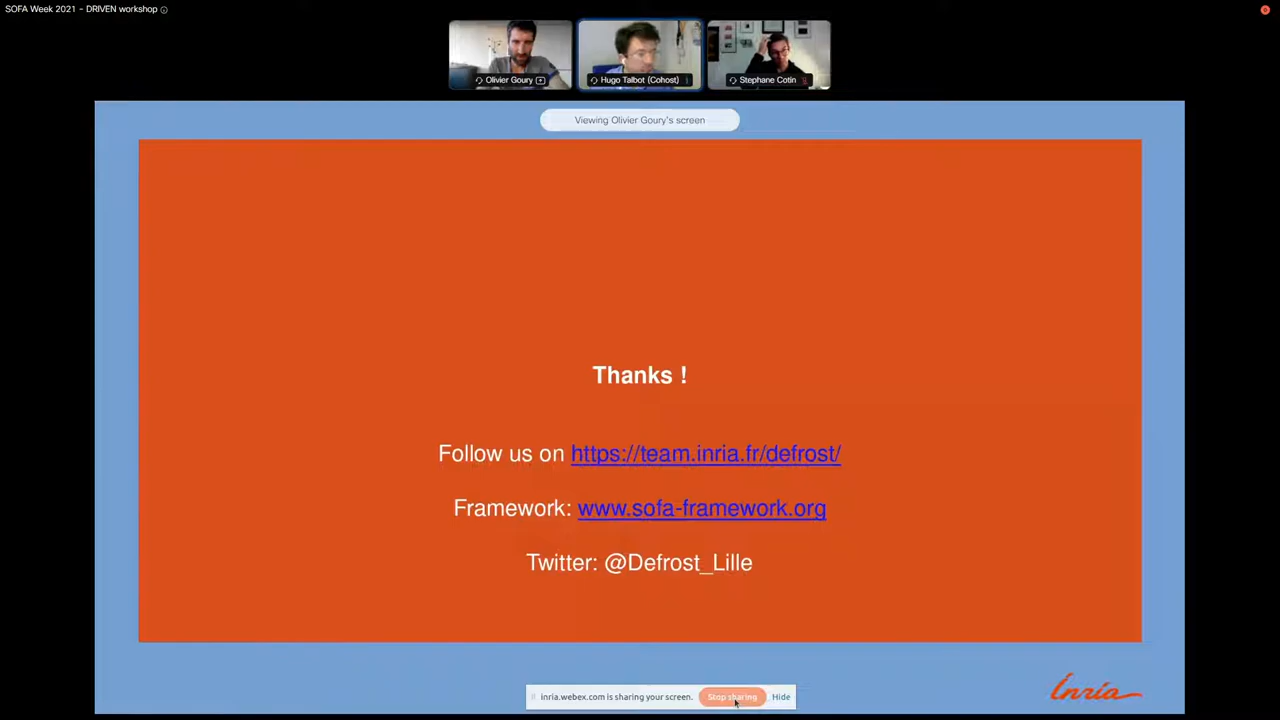 SOFA Week 2021 - DRIVEN workshop
Olivier Goury
Hugo Talbot (Cohost)
Stephane Cotin
Viewing Olivier Goury's screen
Thanks !
Follow us on https://team.inria.fr/defrost/
Framework: www.sofa-framework.org
Twitter: @Defrost_Lille
inria.webex.com is sharing your screen. Stop sharing Hide
Inria